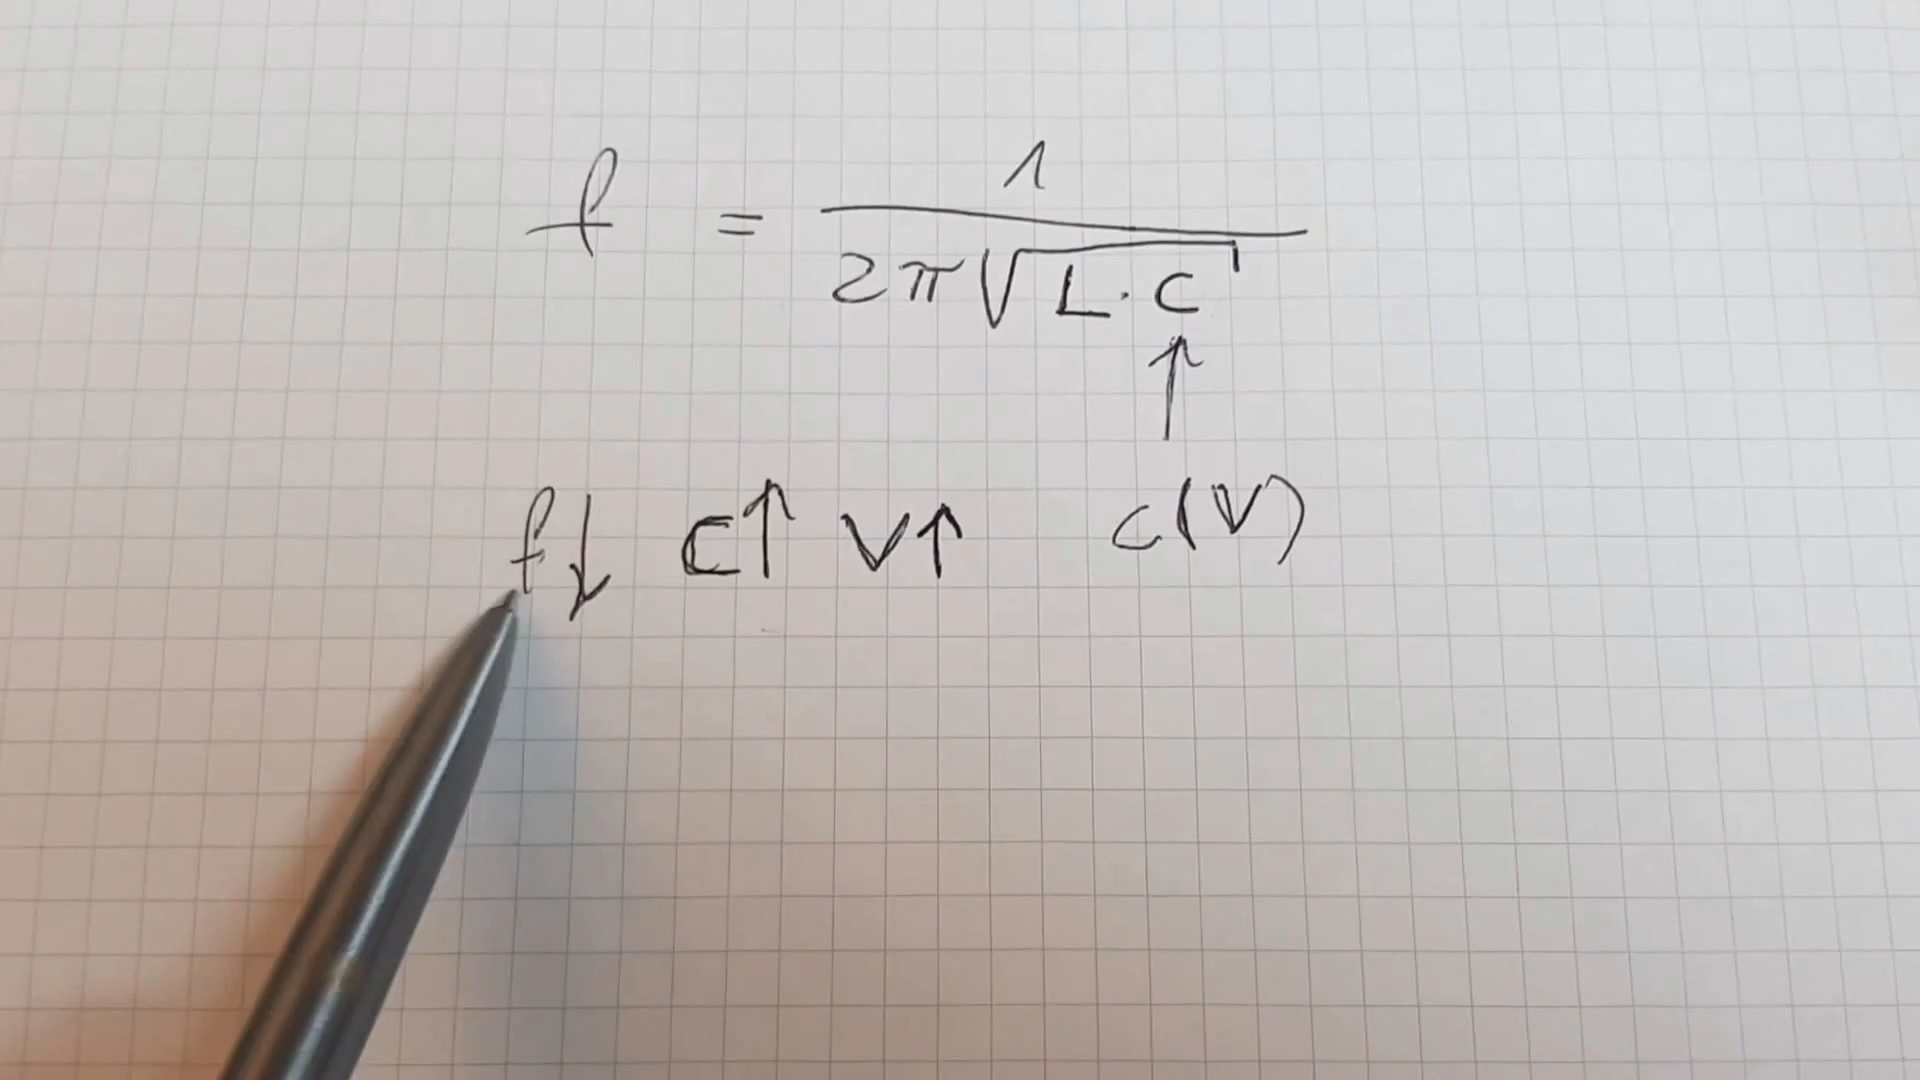 f = 1
2π√L·C
↑
f↓ C↑ V↑ C(V)